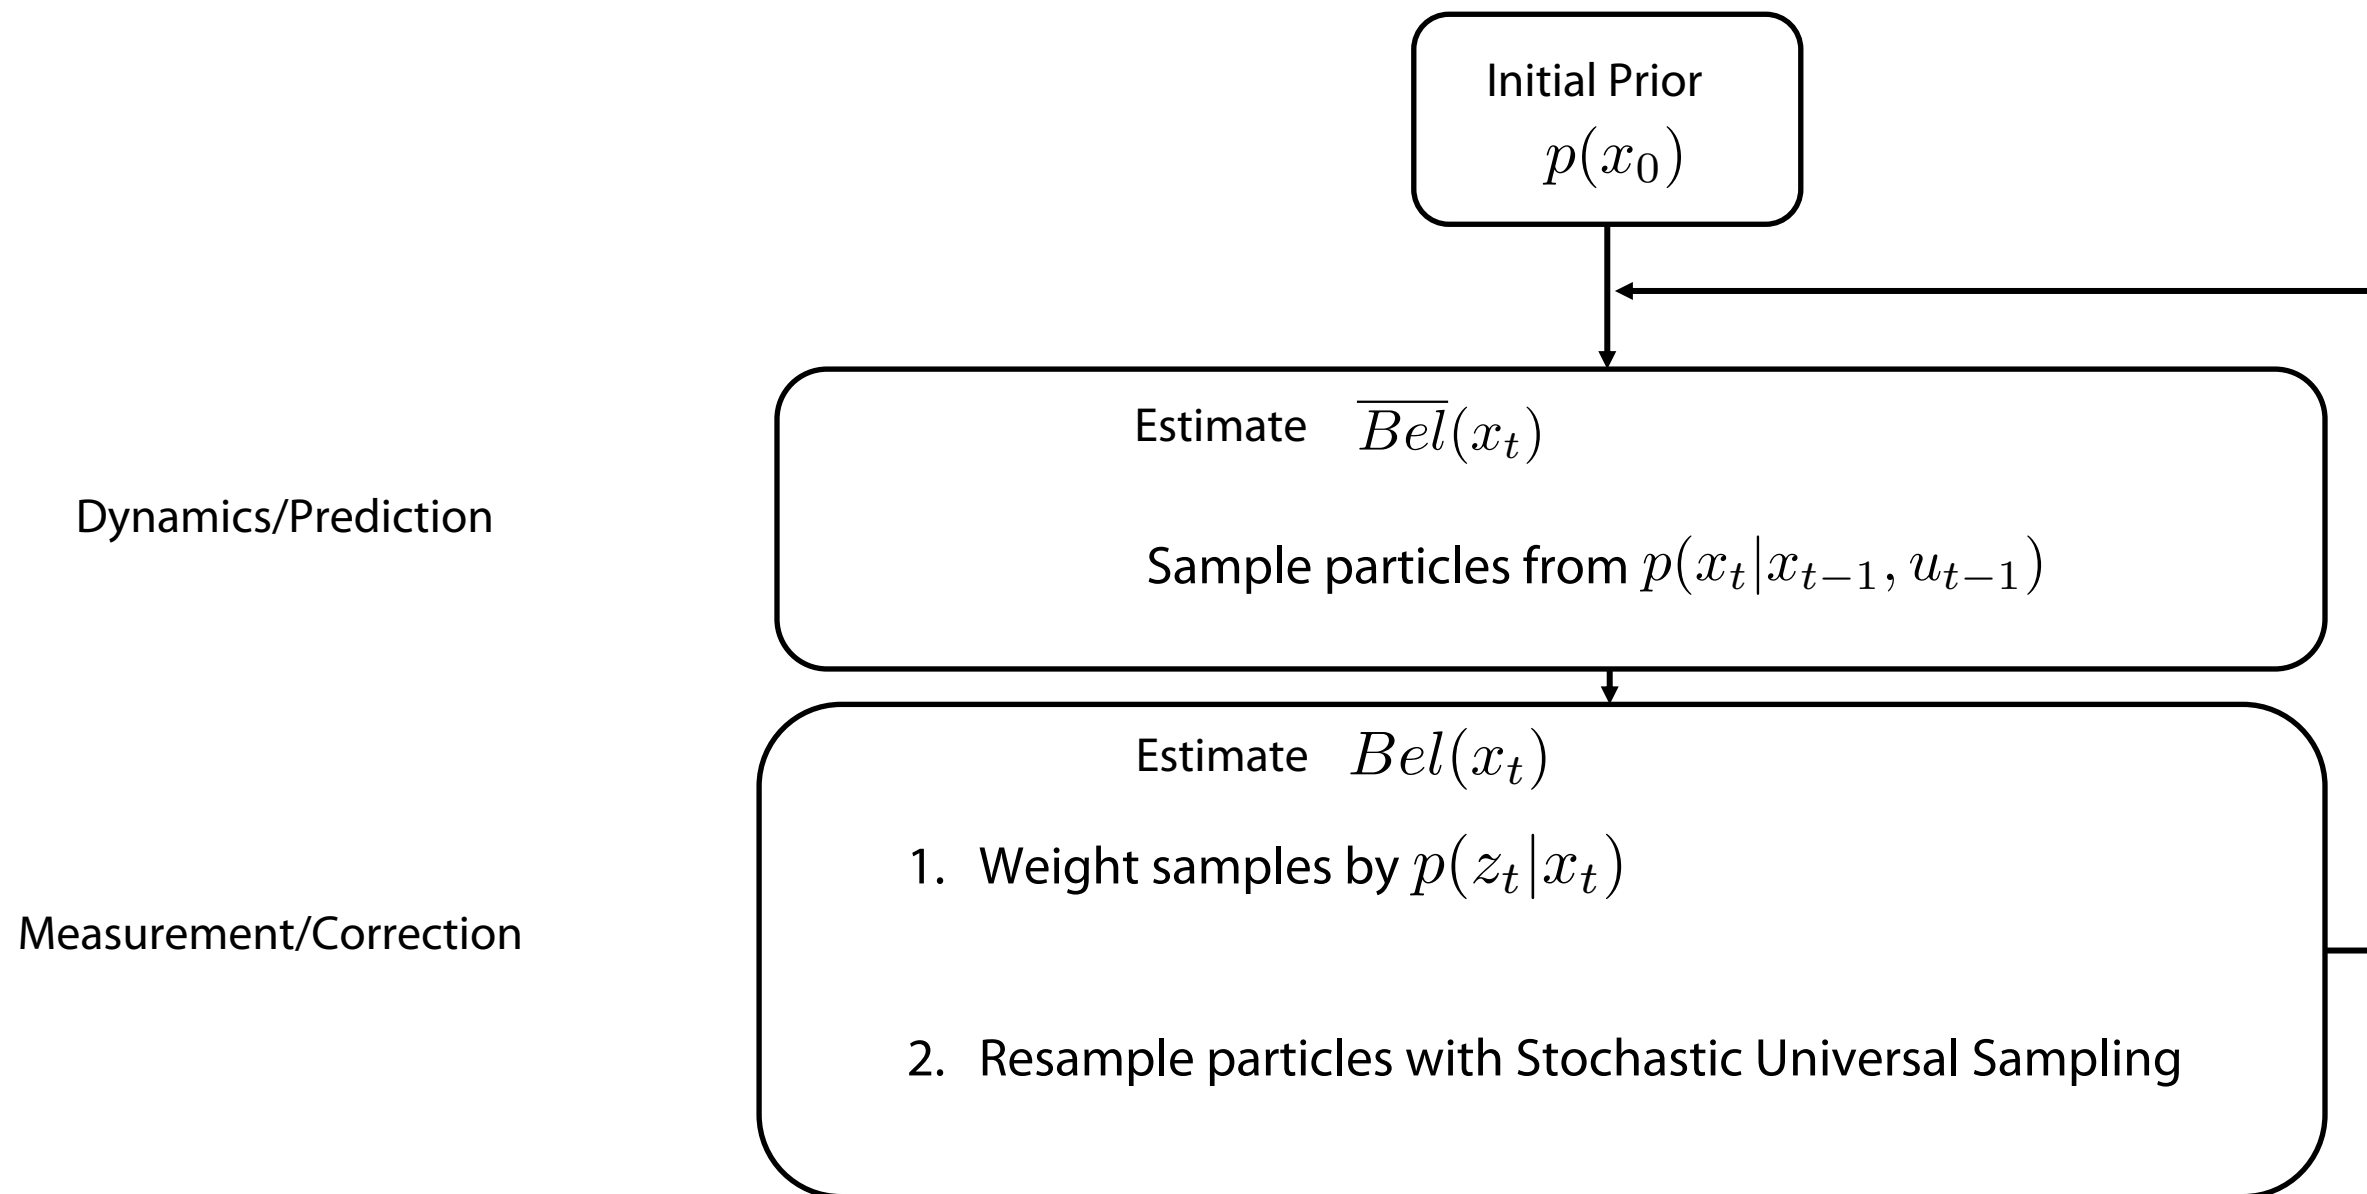 Initial Prior
$p(x_0)$
Estimate $\overline{Bel}(x_t)$
Dynamics/Prediction
Sample particles from $p(x_t|x_{t-1}, u_{t-1})$
Estimate $Bel(x_t)$
1. Weight samples by $p(z_t|x_t)$
Measurement/Correction
2. Resample particles with Stochastic Universal Sampling